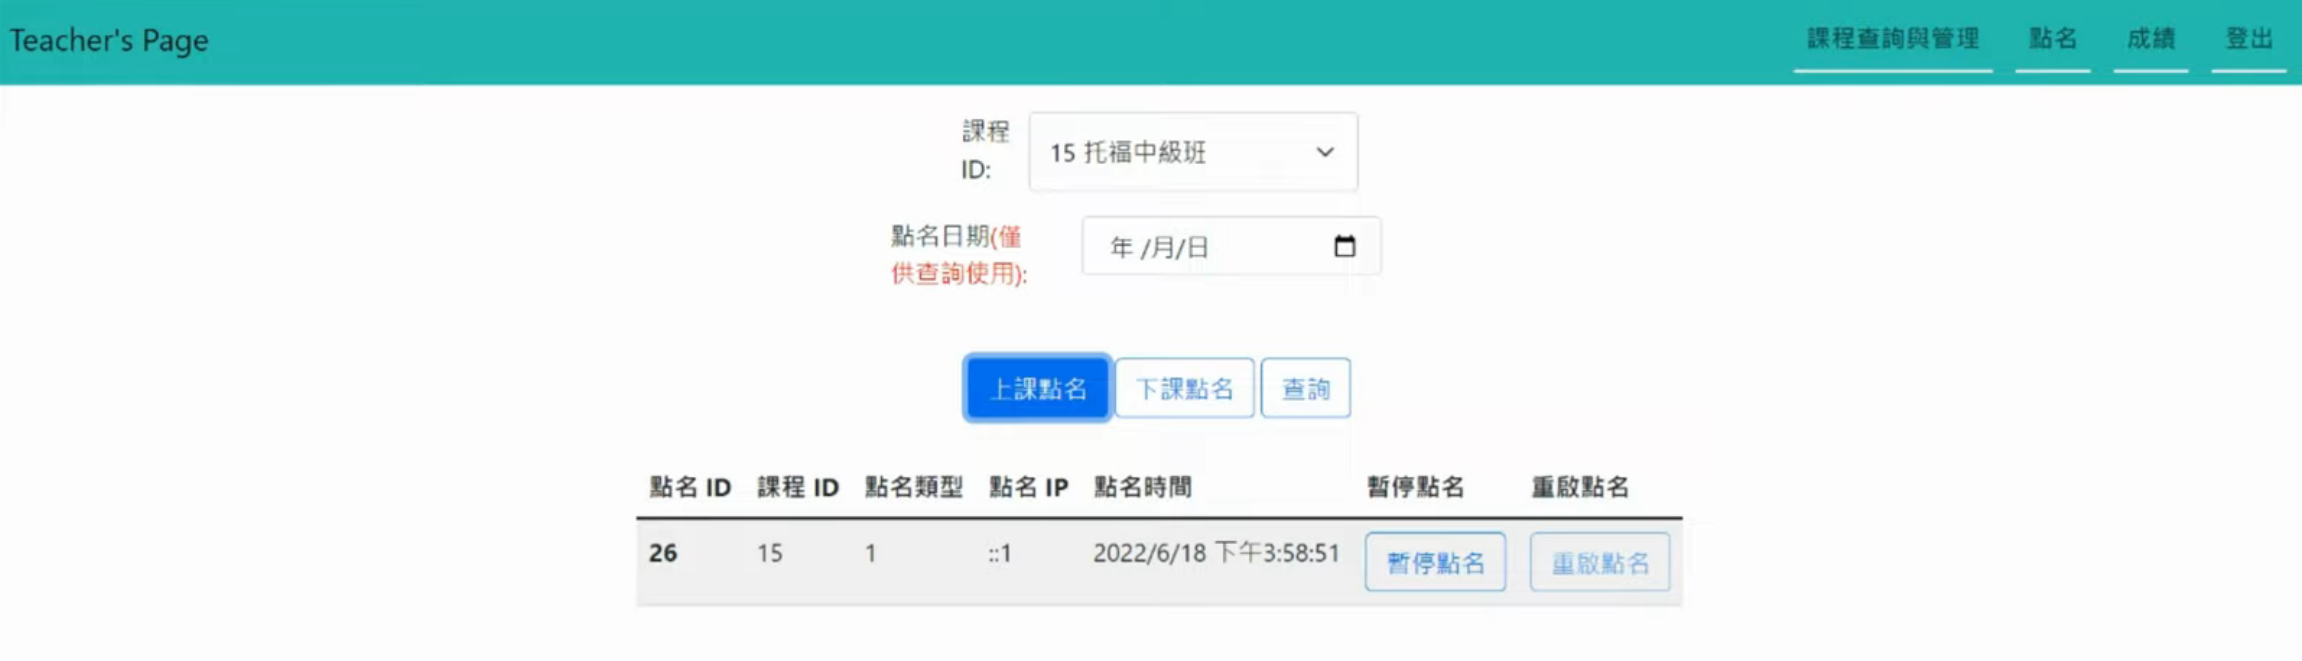 Teacher's Page 課程查詢與管理 點名 成績 登出
課程
ID:
15 托福中級班
點名日期(僅
供查詢使用):
年 /月/日
上課點名 下課點名 查詢
點名 ID 課程 ID 點名類型 點名 IP 點名時間 暫停點名 重啟點名
26 15 1 ::1 2022/6/18 下午3:58:51 暫停點名 重啟點名